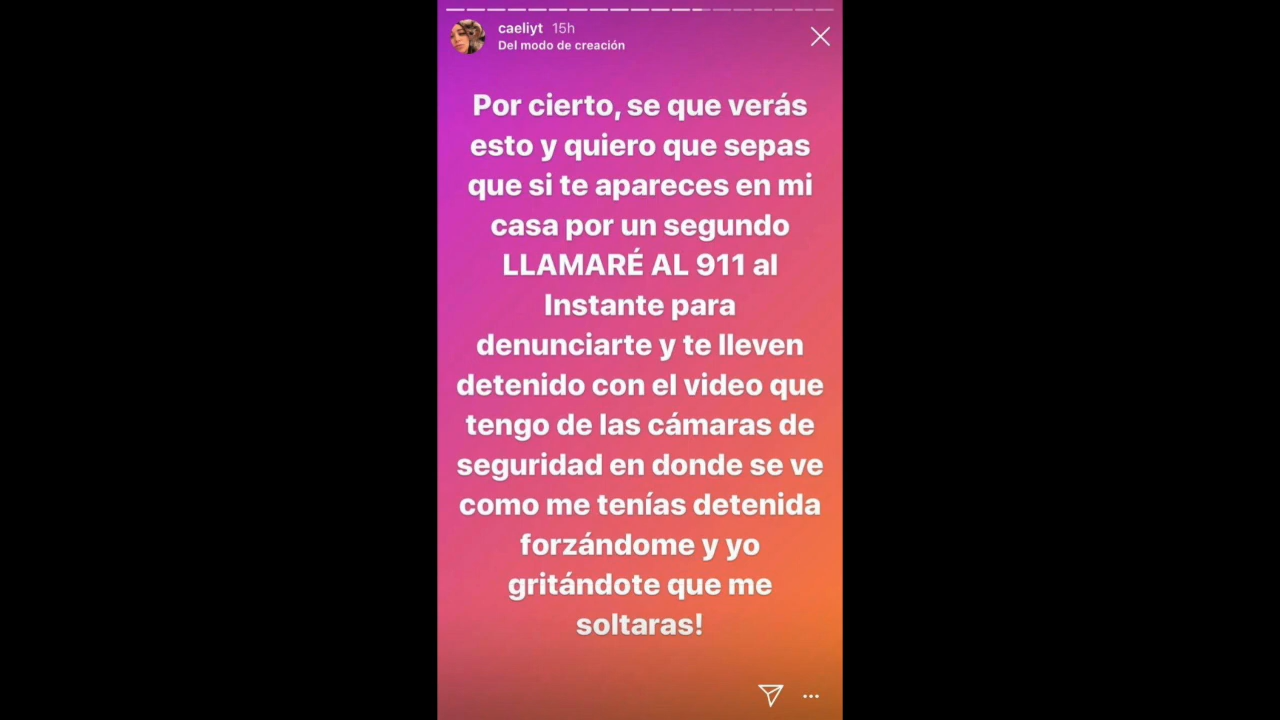 caeliyt 15h
Del modo de creación
Por cierto, se que verás
esto y quiero que sepas
que si te apareces en mi
casa por un segundo
LLAMARÉ AL 911 al
Instante para
denunciarte y te lleven
detenido con el video que
tengo de las cámaras de
seguridad en donde se ve
como me tenías detenida
forzándome y yo
gritándote que me
soltaras!